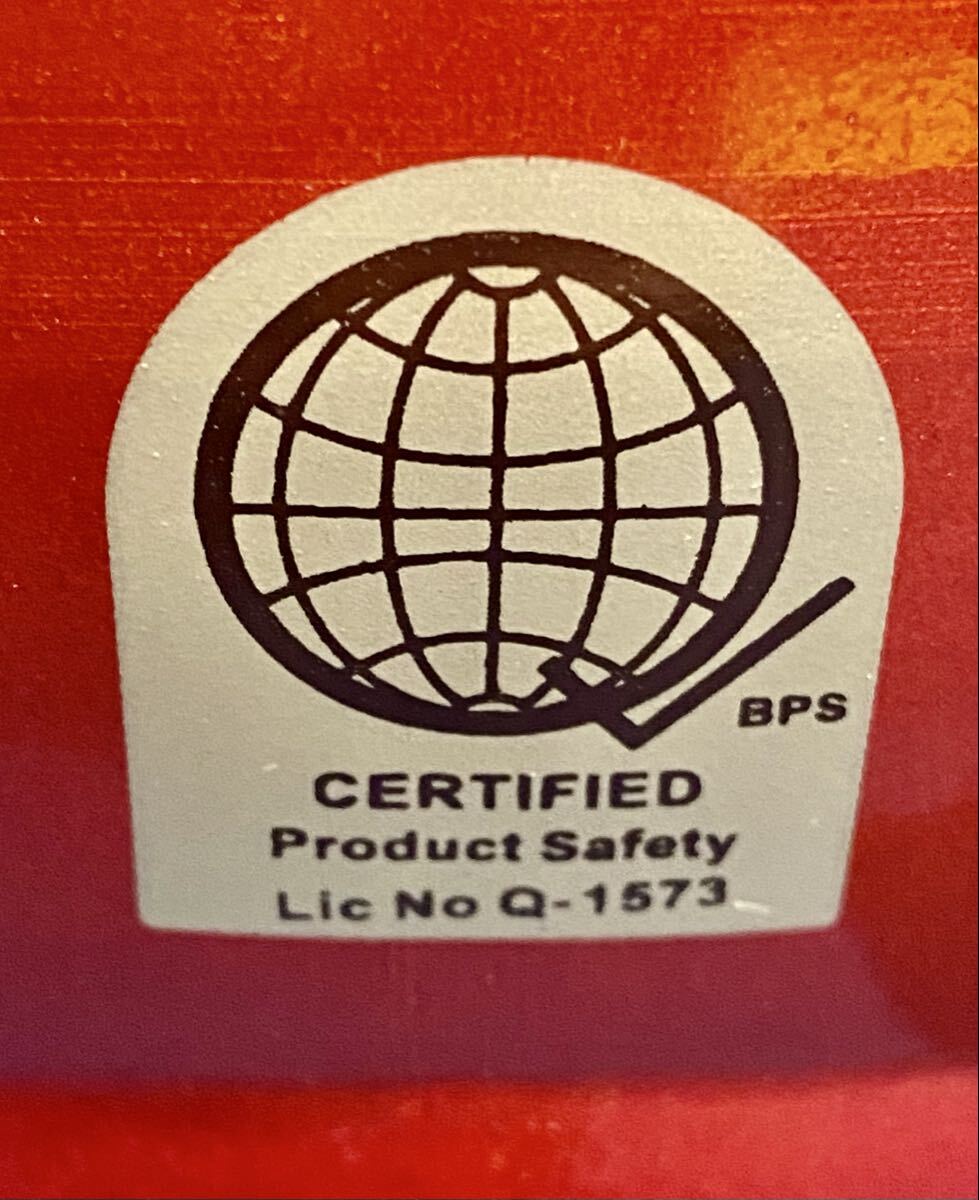 BPS
CERTIFIED
Product Safety
Lic No Q-1573